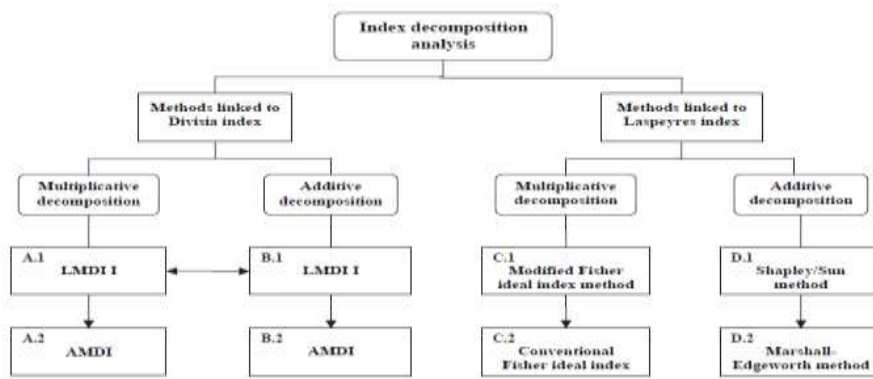 Index decomposition
analysis
Methods linked to
Divisia index
Methods linked to
Laspeyres index
Multiplicative
decomposition
Additive
decomposition
Multiplicative
decomposition
Additive
decomposition
A.1
LMDI I
B.1
LMDI I
C.1
Modified Fisher
ideal index method
D.1
Shapley/Sun
method
A.2
AMDI
B.2
AMDI
C.2
Conventional
Fisher ideal index
D.2
Marshall-
Edgeworth method